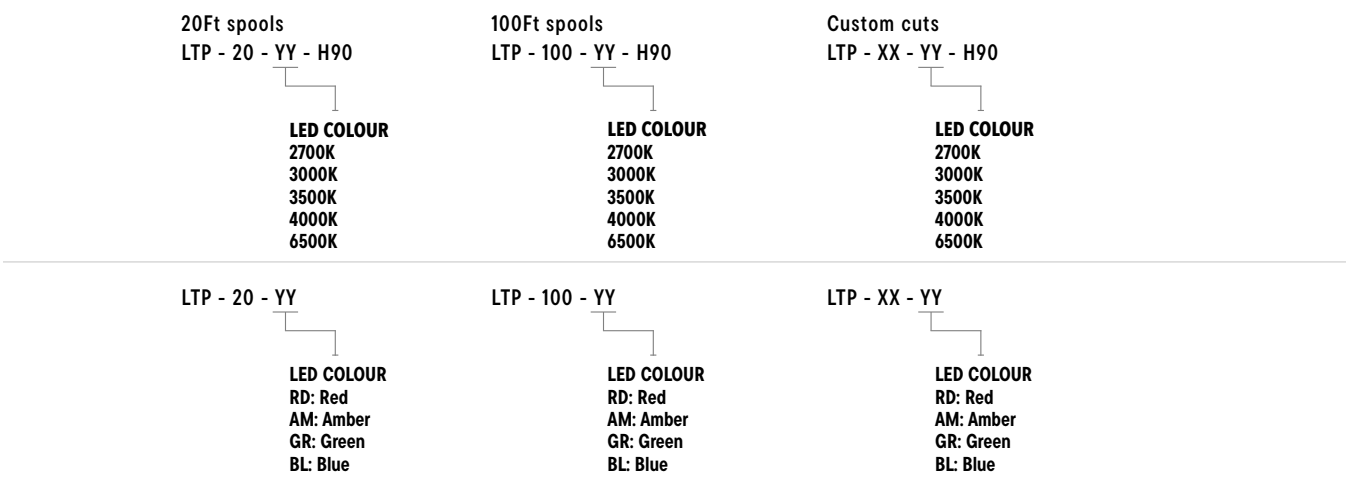 20Ft spools
LTP - 20 - YY - H90
LED COLOUR
2700K
3000K
3500K
4000K
6500K
100Ft spools
LTP - 100 - YY - H90
LED COLOUR
2700K
3000K
3500K
4000K
6500K
Custom cuts
LTP - XX - YY - H90
LED COLOUR
2700K
3000K
3500K
4000K
6500K
LTP - 20 - YY
LED COLOUR
RD: Red
AM: Amber
GR: Green
BL: Blue
LTP - 100 - YY
LED COLOUR
RD: Red
AM: Amber
GR: Green
BL: Blue
LTP - XX - YY
LED COLOUR
RD: Red
AM: Amber
GR: Green
BL: Blue